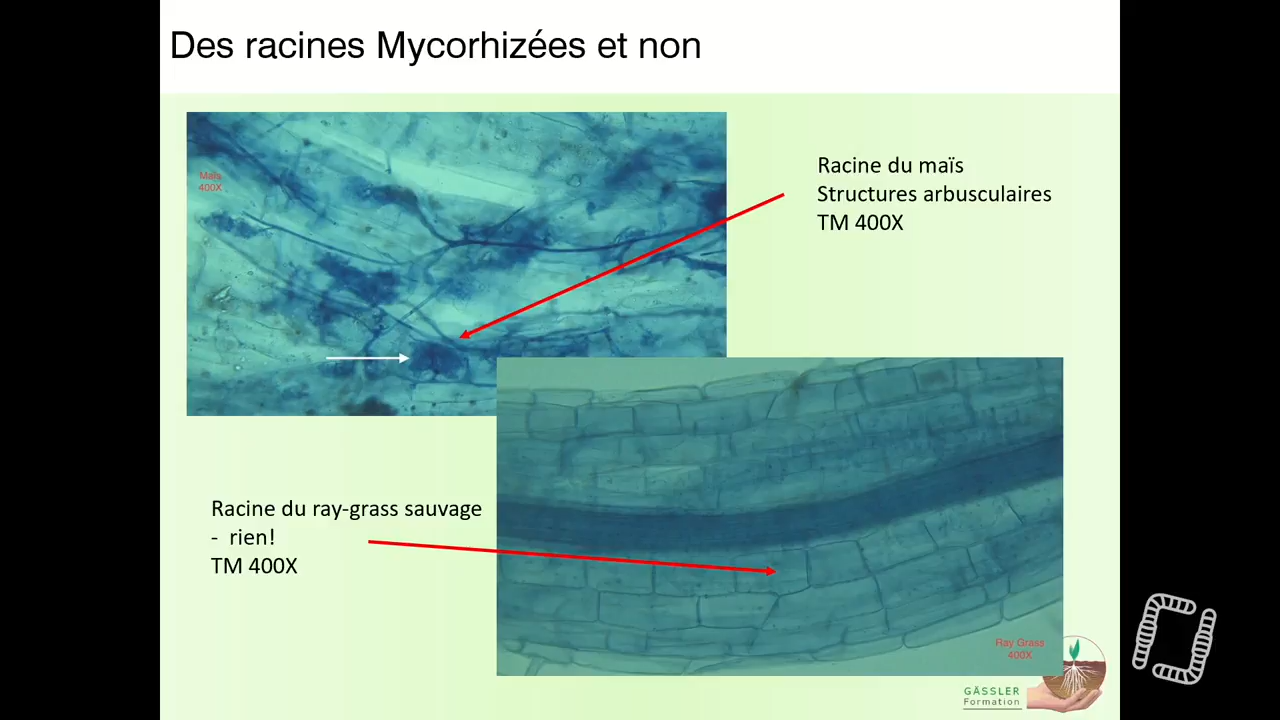 Des racines Mycorhizées et non
Maïs
400X
Racine du maïs
Structures arbusculaires
TM 400X
Racine du ray-grass sauvage
- rien!
TM 400X
Ray Grass
400X
GÄSSLER
Formation